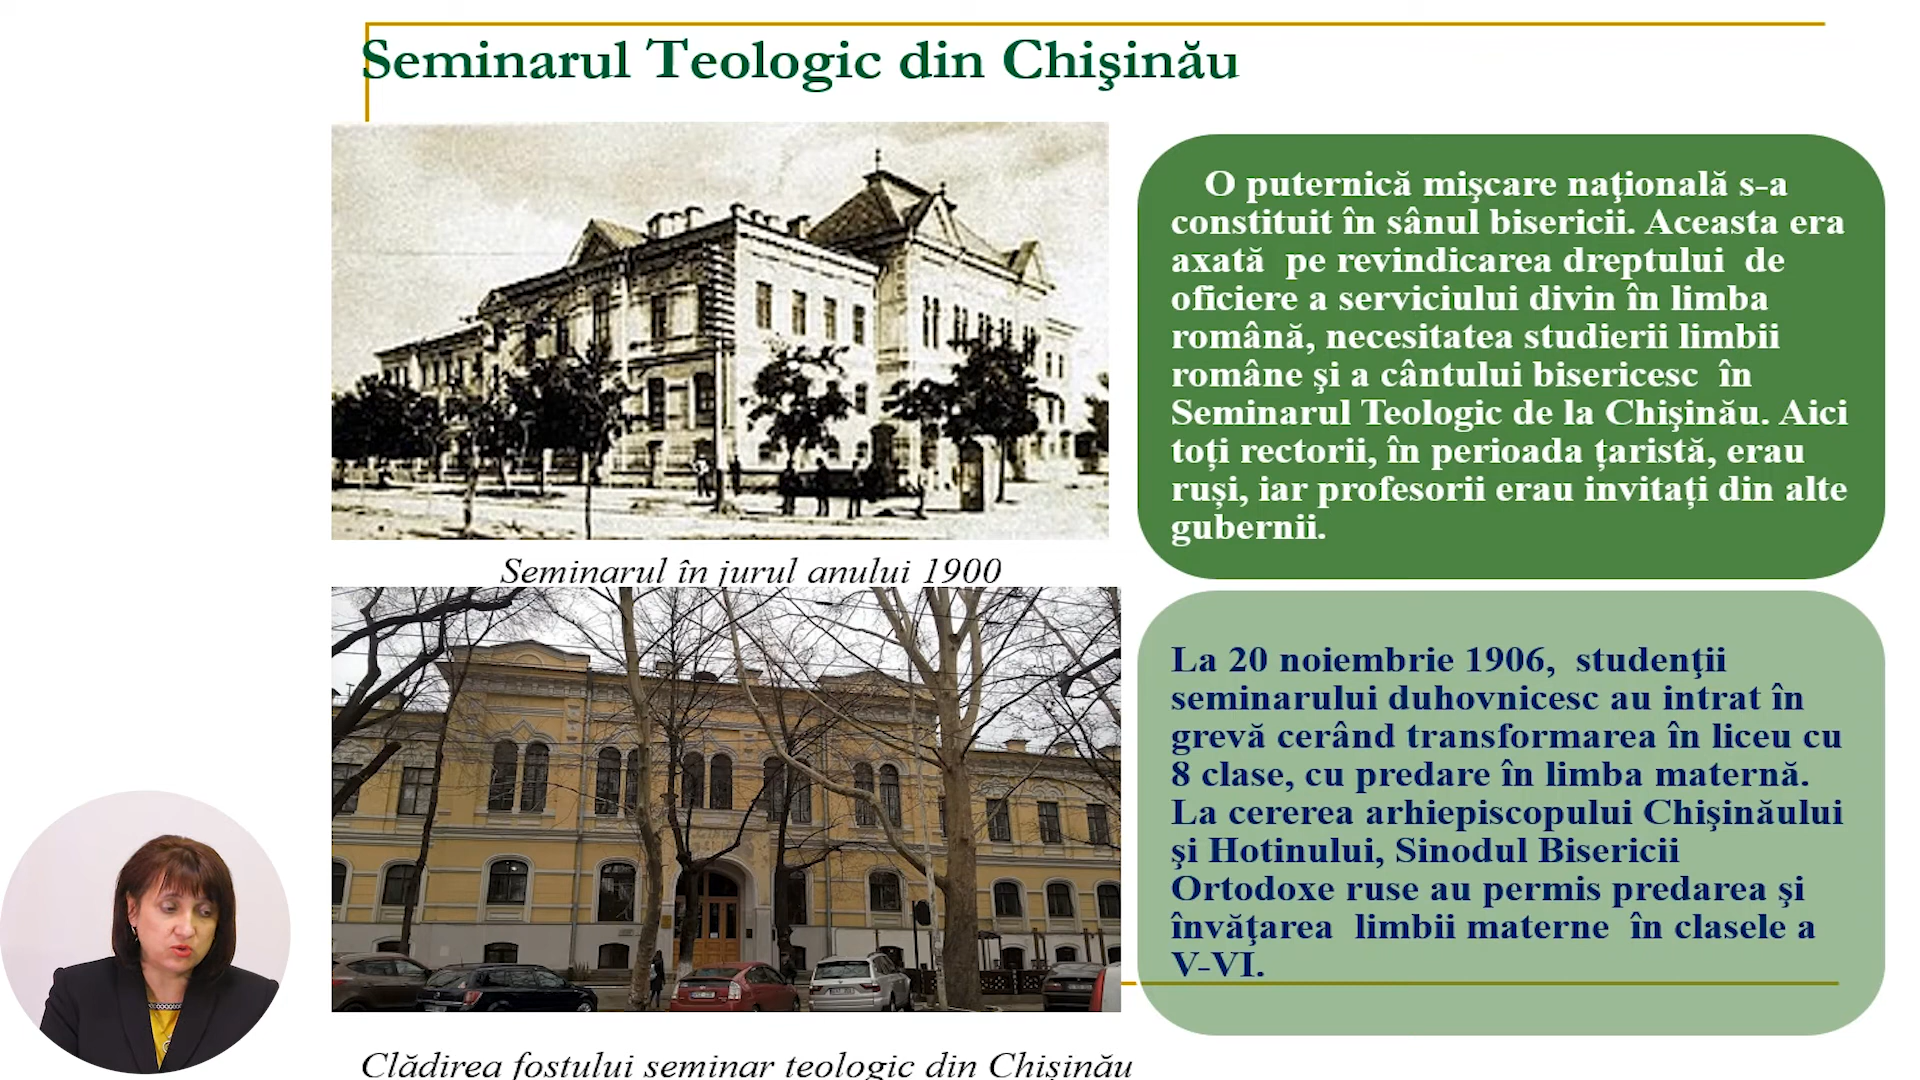 Seminarul Teologic din Chişinău
O puternică mişcare naţională s-a
constituit în sânul bisericii. Aceasta era
axată pe revindicarea dreptului de
oficiere a serviciului divin în limba
română, necesitatea studierii limbii
române şi a cântului bisericesc în
Seminarul Teologic de la Chişinău. Aici
toți rectorii, în perioada țaristă, erau
ruși, iar profesorii erau invitați din alte
gubernii.
Seminarul în jurul anului 1900
La 20 noiembrie 1906, studenţii
seminarului duhovnicesc au intrat în
grevă cerând transformarea în liceu cu
8 clase, cu predare în limba maternă.
La cererea arhiepiscopului Chişinăului
şi Hotinului, Sinodul Bisericii
Ortodoxe ruse au permis predarea şi
învăţarea limbii materne în clasele a
V-VI.
Clădirea fostului seminar teologic din Chișinău